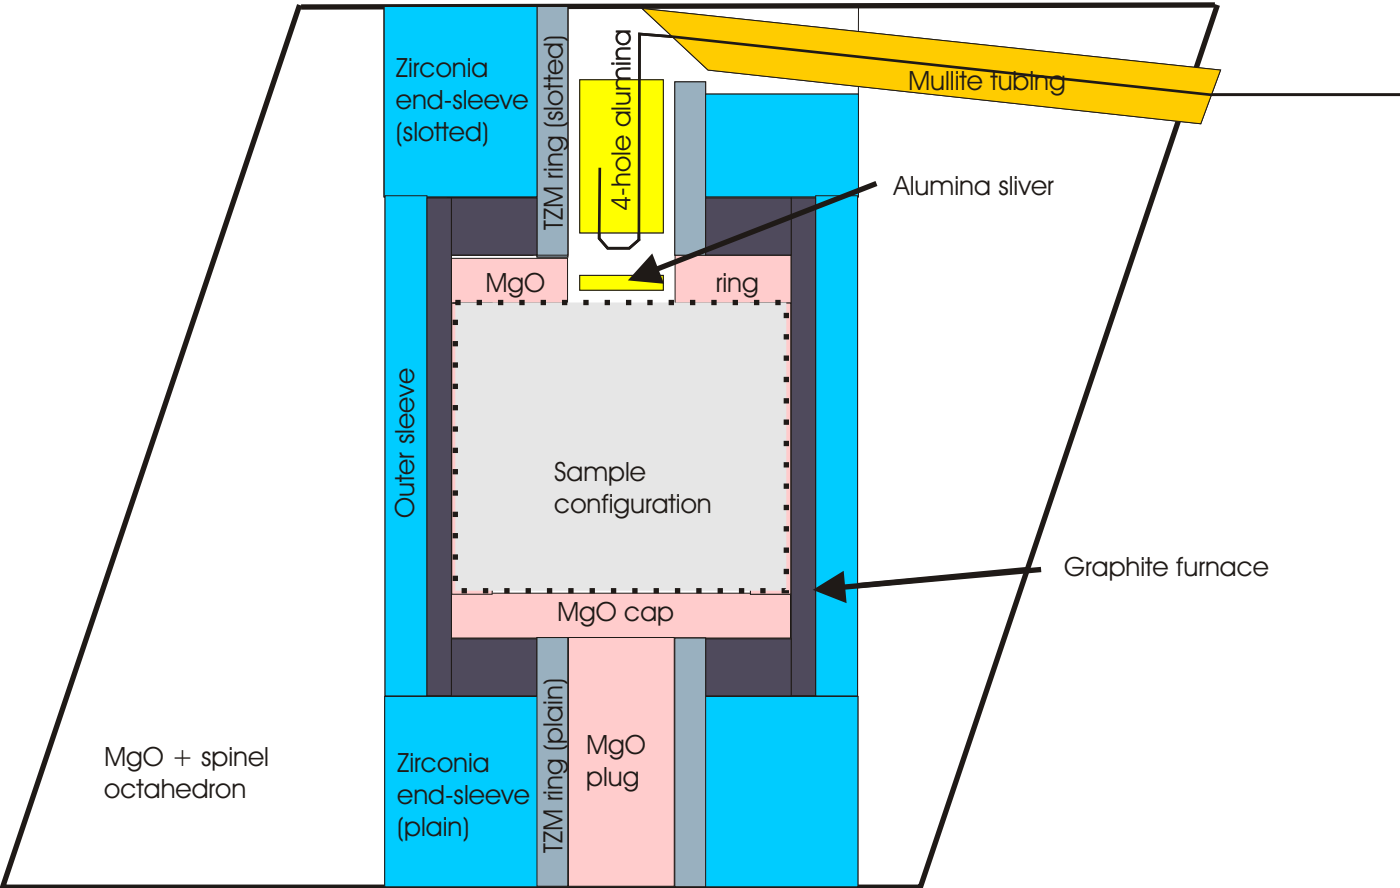 Zirconia
end-sleeve
(slotted)
TZM ring (slotted)
4-hole alumina
Mullite tubing
Alumina sliver
MgO
ring
Outer sleeve
Sample
configuration
Graphite furnace
MgO cap
MgO + spinel
octahedron
Zirconia
end-sleeve
(plain)
TZM ring (plain)
MgO
plug